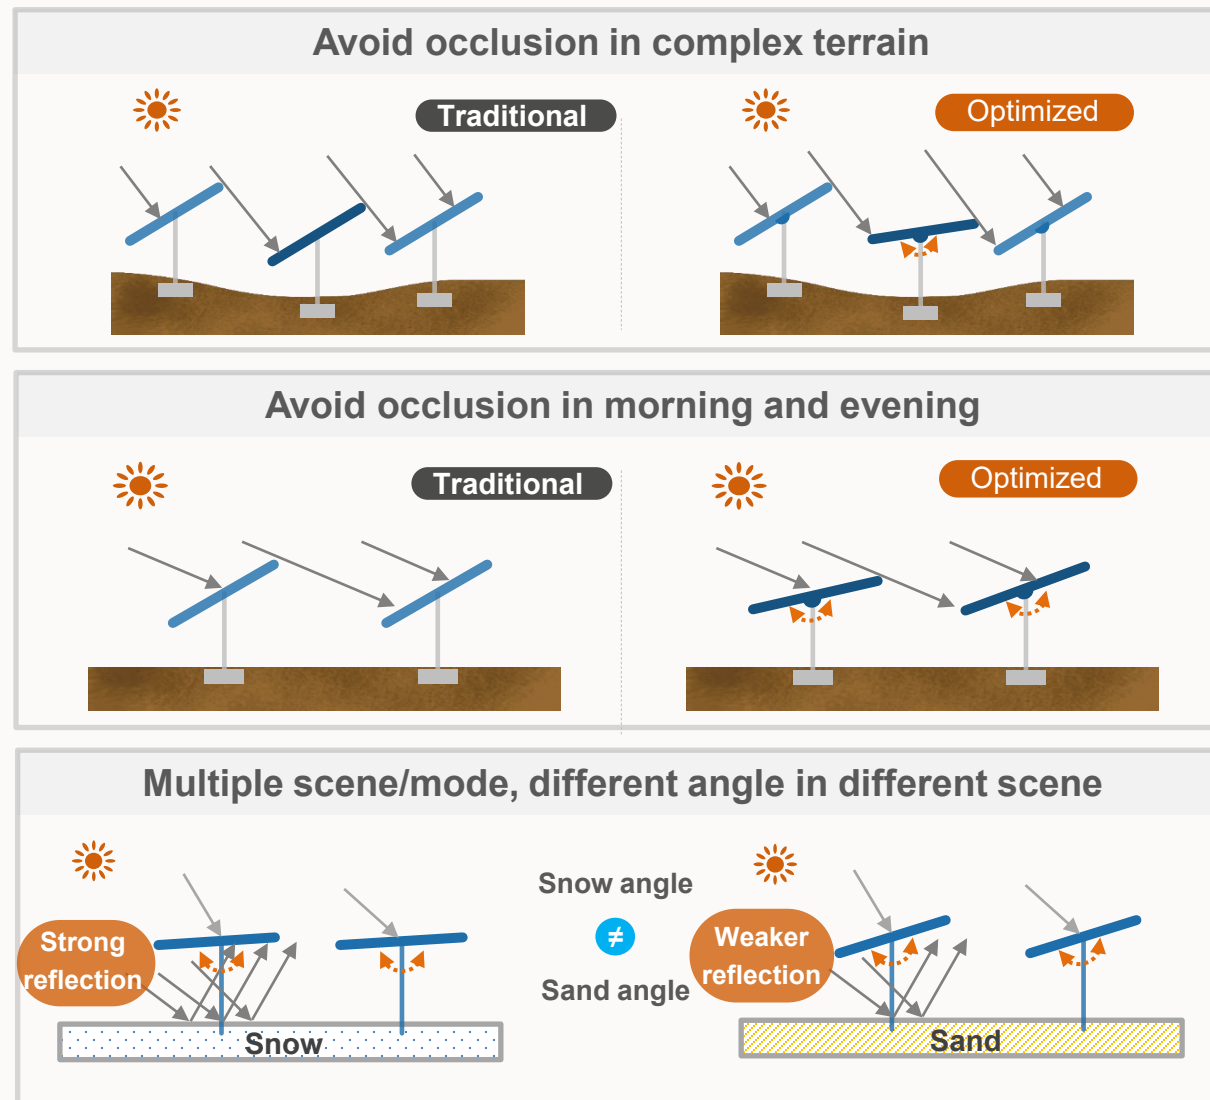 Avoid occlusion in complex terrain
Traditional
Optimized
Avoid occlusion in morning and evening
Traditional
Optimized
Multiple scene/mode, different angle in different scene
Strong
reflection
Snow angle
≠
Sand angle
Weaker
reflection
Snow
Sand